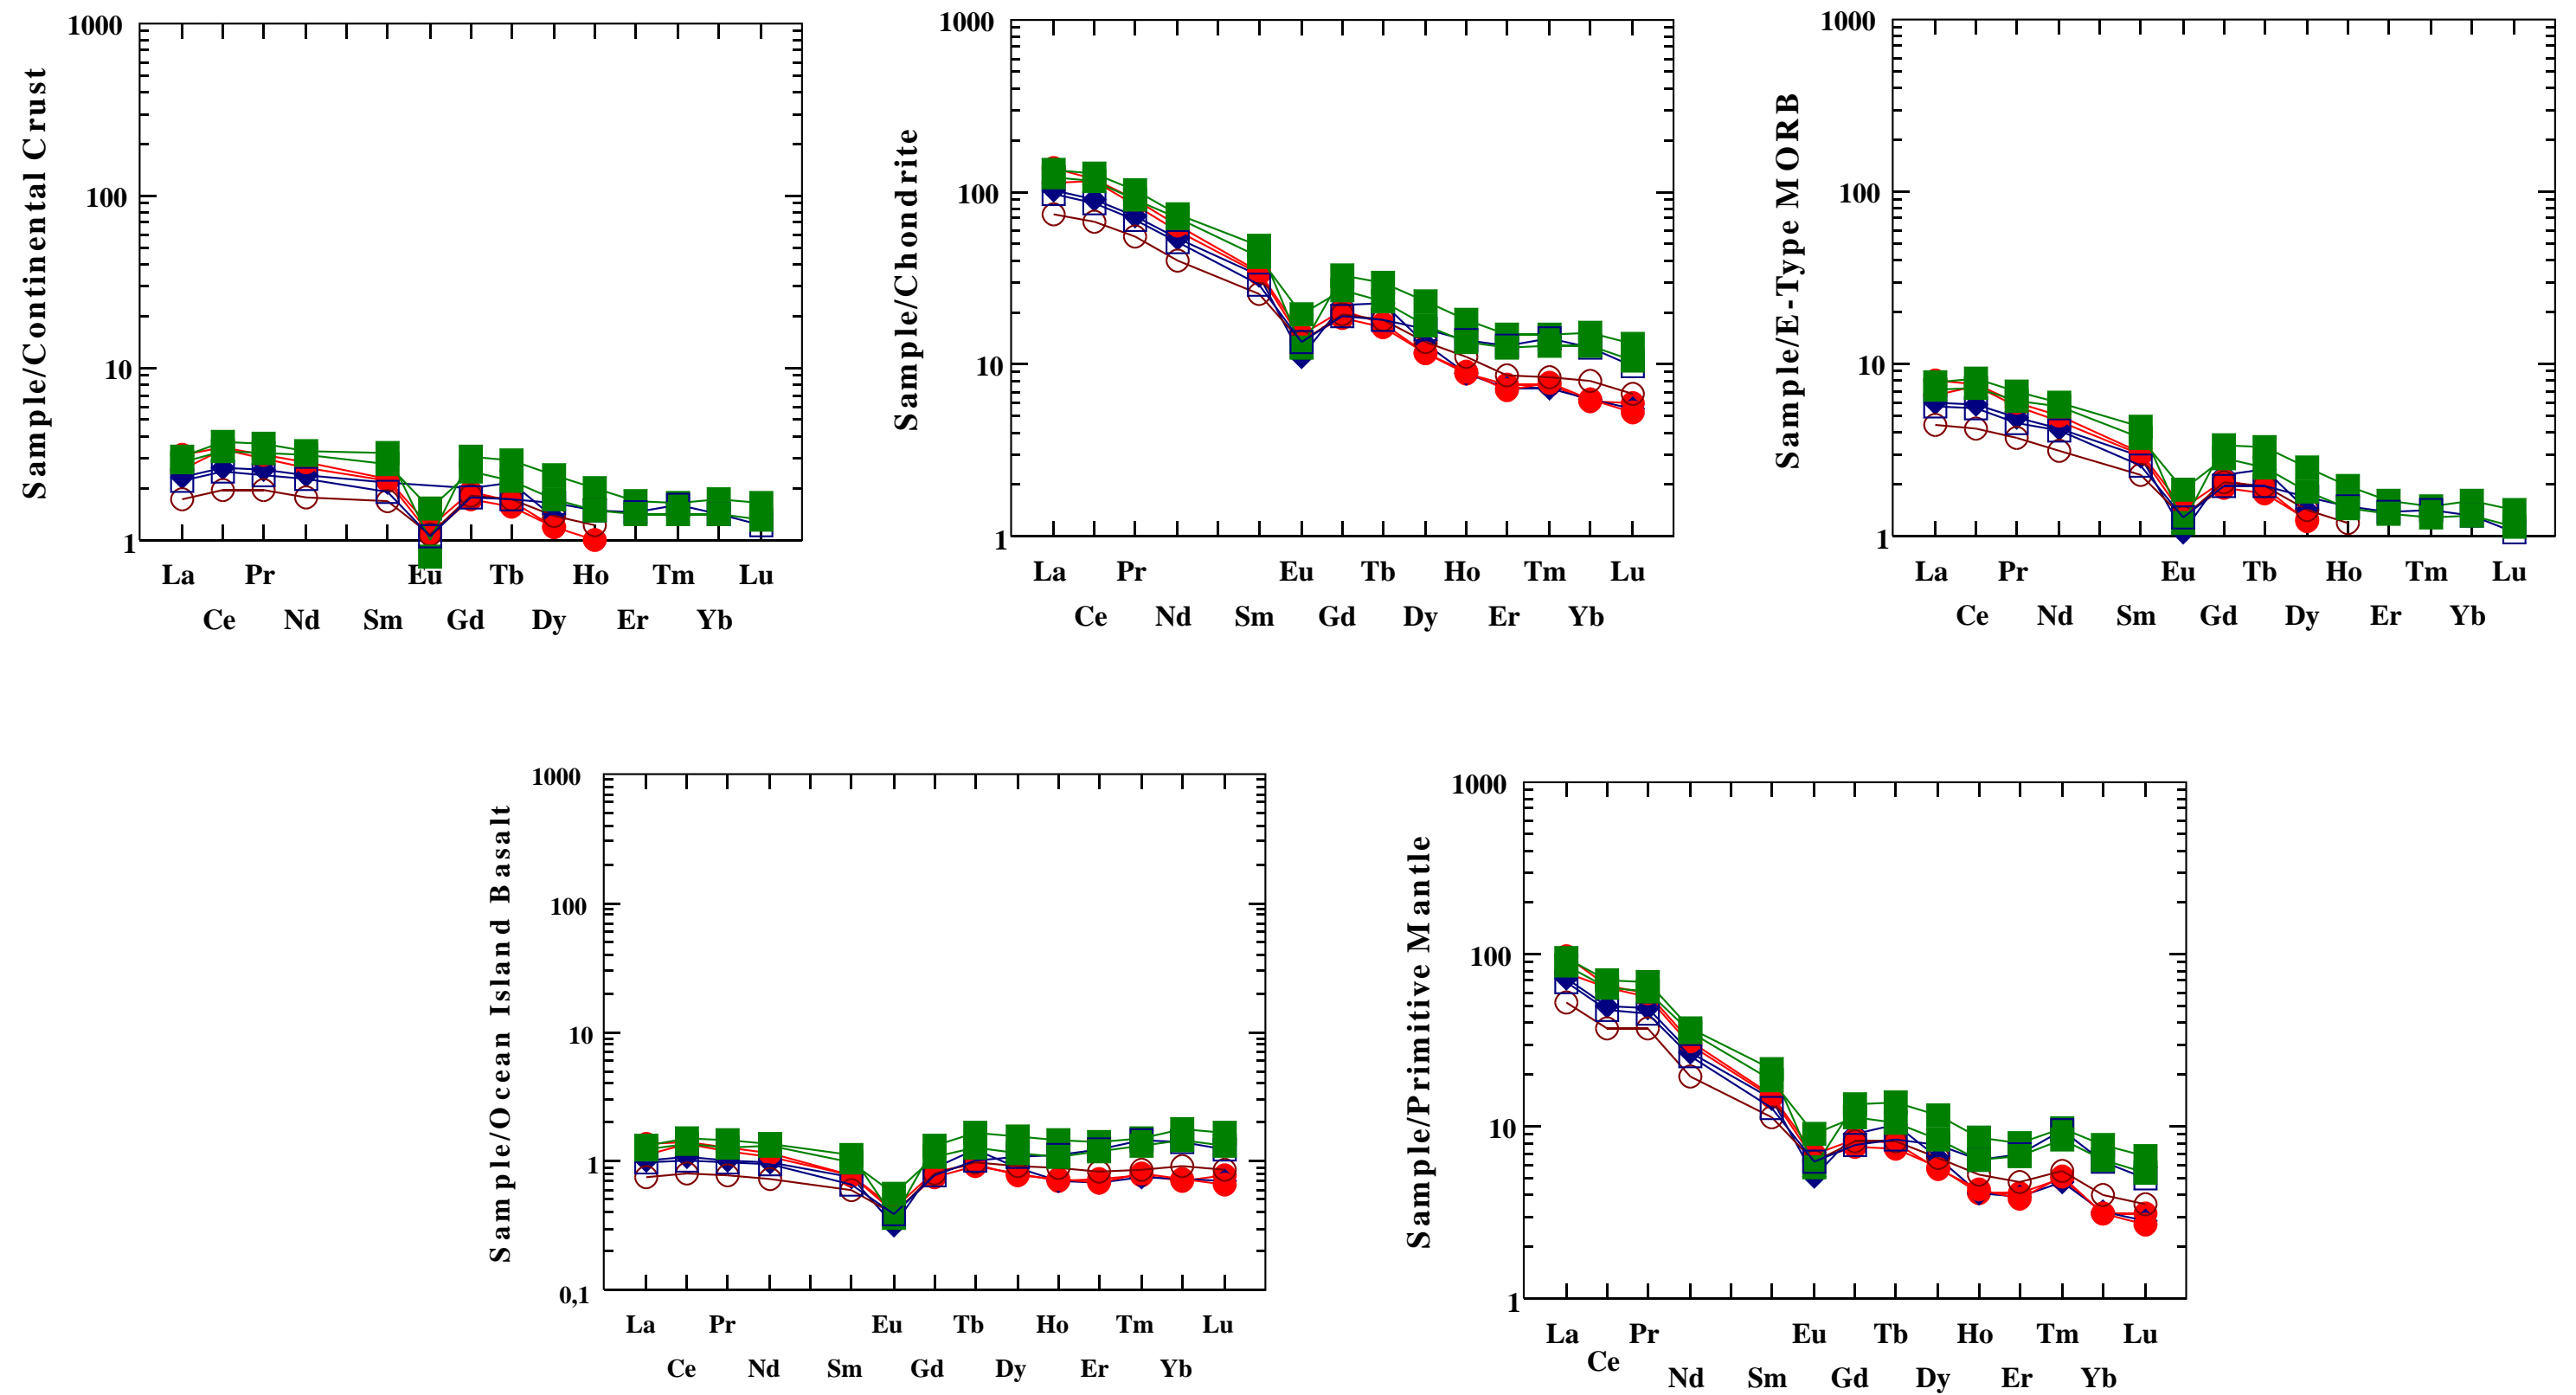 Sample/Continental Crust
1000
100
10
1
La Pr Eu Tb Ho Tm Lu
Ce Nd Sm Gd Dy Er Yb
Sample/Chondrite
1000
100
10
1
La Pr Eu Tb Ho Tm Lu
Ce Nd Sm Gd Dy Er Yb
Sample/E-Type MORB
1000
100
10
1
La Pr Eu Tb Ho Tm Lu
Ce Nd Sm Gd Dy Er Yb
Sample/Ocean Island Basalt
1000
100
10
1
0,1
La Pr Eu Tb Ho Tm Lu
Ce Nd Sm Gd Dy Er Yb
Sample/Primitive Mantle
1000
100
10
1
La Pr Eu Tb Ho Tm Lu
Ce Nd Sm Gd Dy Er Yb